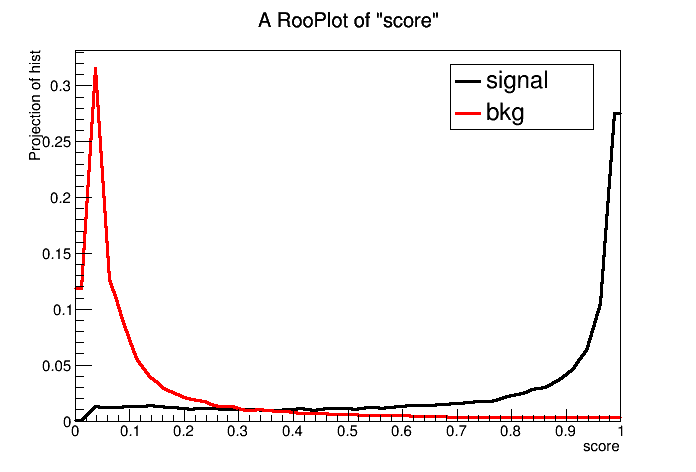 A RooPlot of "score"
Projection of hist
0.3
0.25
0.2
0.15
0.1
0.05
0
signal
bkg
0 0.1 0.2 0.3 0.4 0.5 0.6 0.7 0.8 0.9 1
score